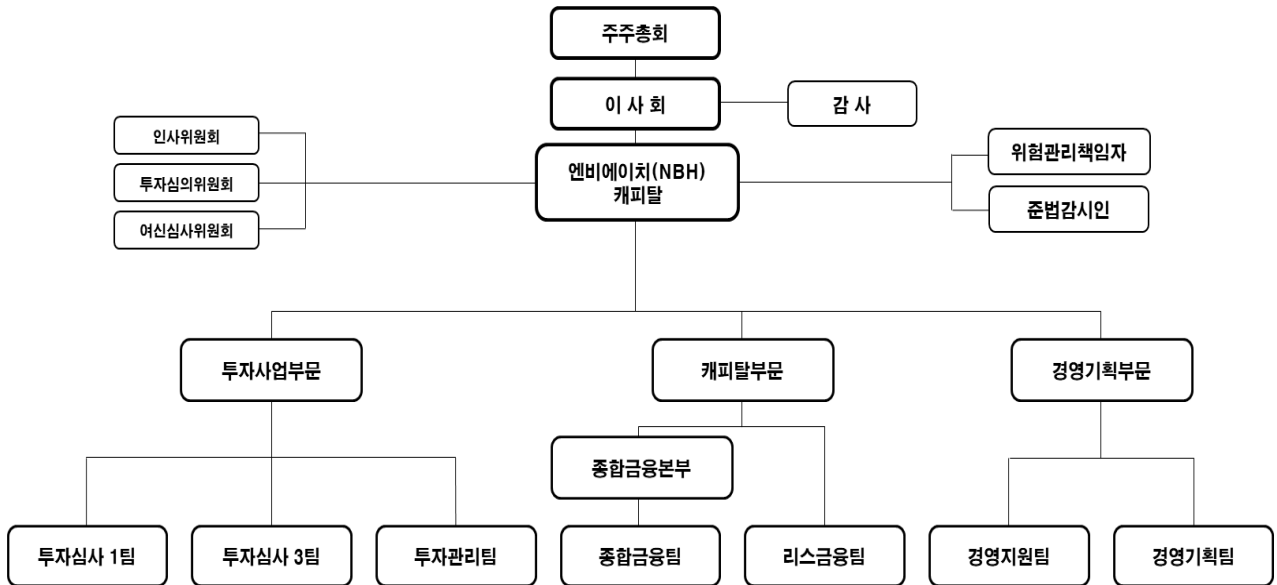 주주총회
이 사 회
감 사
인사위원회
투자심의위원회
여신심사위원회
엔비에이치(NBH)
캐피탈
위험관리책임자
준법감시인
투자사업부문
캐피탈부문
경영기획부문
종합금융본부
투자심사 1팀
투자심사 3팀
투자관리팀
종합금융팀
리스금융팀
경영지원팀
경영기획팀